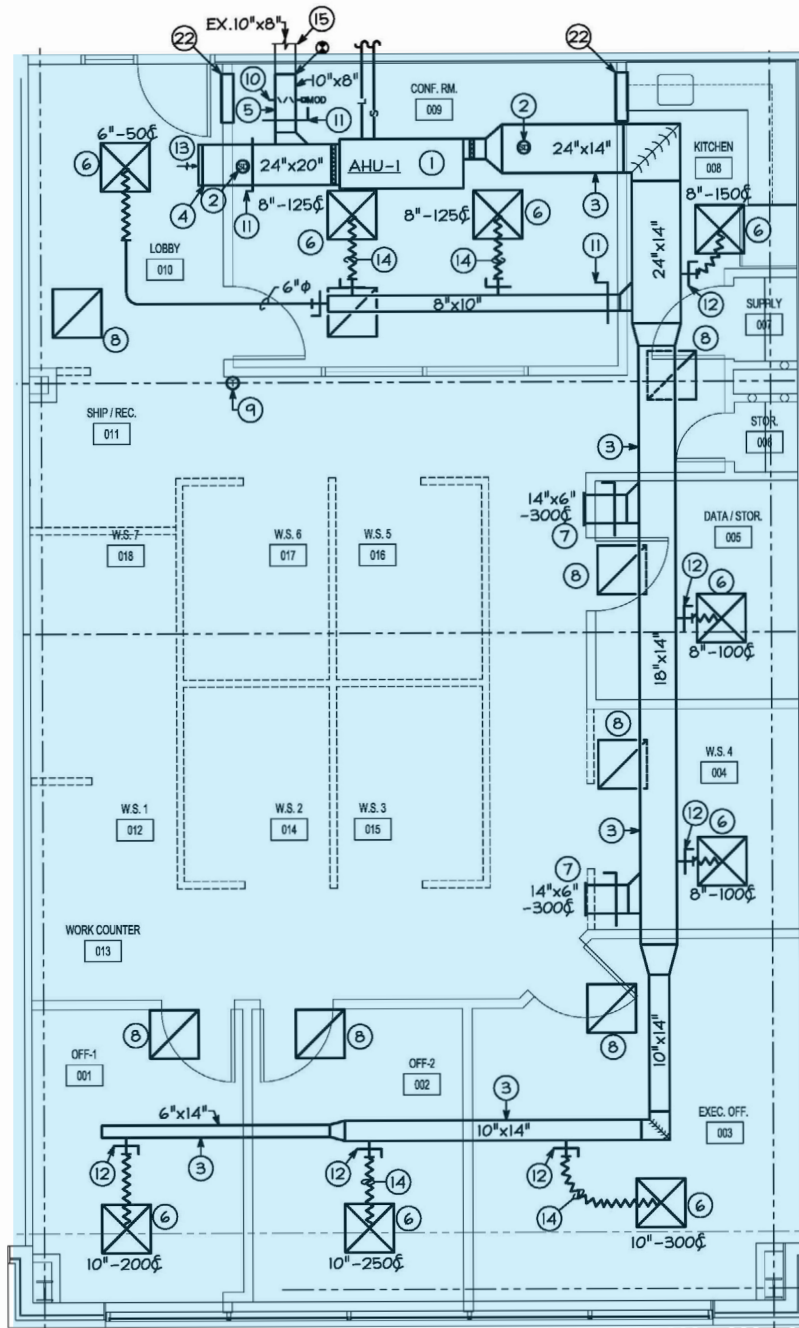 EX.10"x8"
15
22
22
10"x8"
10
MOD
5
11
CONF. RM.
009
2
6"-50₵
6
13
24"x20"
AHU-1
1
24"x14"
KITCHEN
008
2
4
11
8"-125₵
8"-125₵
3
8"-150₵
6
6
6
LOBBY
010
14
14
11
24"x14"
12
6"ϕ
8"x10"
SUPPLY
007
8
8
9
SHIP / REC.
011
3
STOR.
006
14"x6"
-300₵
7
DATA / STOR.
005
W.S. 7
018
W.S. 6
017
W.S. 5
016
8
12
6
8"-100₵
18"x14"
8
W.S. 4
004
W.S. 1
012
W.S. 2
014
W.S. 3
015
3
12
6
8"-100₵
7
14"x6"
-300₵
WORK COUNTER
013
8
8
8
10"x14"
OFF-1
001
OFF-2
002
6"x14"
3
3
10"x14"
EXEC. OFF.
003
12
12
12
14
14
6
6
6
10"-200₵
10"-250₵
10"-300₵